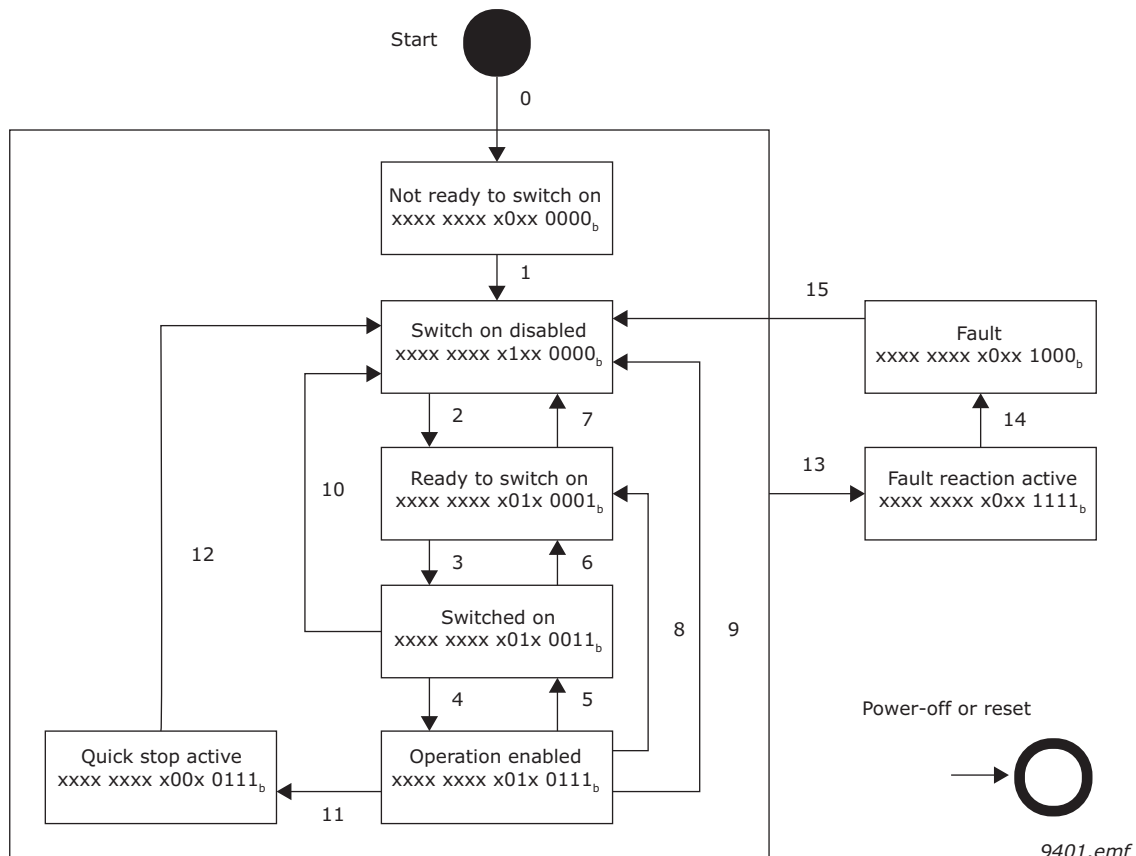 Start
0
Not ready to switch on
xxxx xxxx x0xx 0000b
1
15
Switch on disabled
xxxx xxxx x1xx 0000b
Fault
xxxx xxxx x0xx 1000b
2
7
14
13
Ready to switch on
xxxx xxxx x01x 0001b
Fault reaction active
xxxx xxxx x0xx 1111b
10
12
3
6
Switched on
xxxx xxxx x01x 0011b
8
9
4
5
Power-off or reset
Quick stop active
xxxx xxxx x00x 0111b
Operation enabled
xxxx xxxx x01x 0111b
11
9401.emf